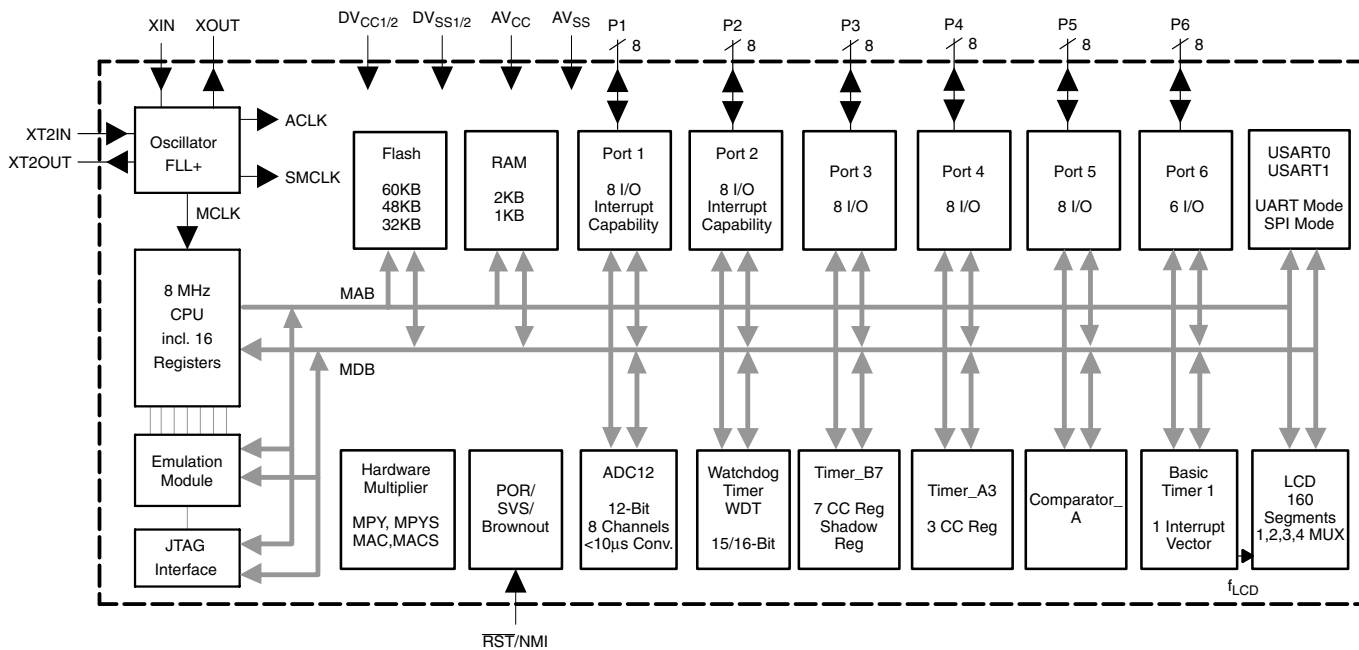 XIN
XOUT
DVCC1/2
DVSS1/2
AVCC
AVSS
P1
8
P2
8
P3
8
P4
8
P5
8
P6
8
XT2IN
XT2OUT
Oscillator
FLL+
ACLK
SMCLK
MCLK
Flash
60KB
48KB
32KB
RAM
2KB
1KB
Port 1
8 I/O
Interrupt
Capability
Port 2
8 I/O
Interrupt
Capability
Port 3
8 I/O
Port 4
8 I/O
Port 5
8 I/O
Port 6
6 I/O
USART0
USART1
UART Mode
SPI Mode
8 MHz
CPU
incl. 16
Registers
MAB
MDB
Emulation
Module
JTAG
Interface
Hardware
Multiplier
MPY, MPYS
MAC,MACS
POR/
SVS/
Brownout
ADC12
12-Bit
8 Channels
<10μs Conv.
Watchdog
Timer
WDT
15/16-Bit
Timer_B7
7 CC Reg
Shadow
Reg
Timer_A3
3 CC Reg
Comparator_
A
Basic
Timer 1
1 Interrupt
Vector
LCD
160
Segments
1,2,3,4 MUX
fLCD
RST/NMI